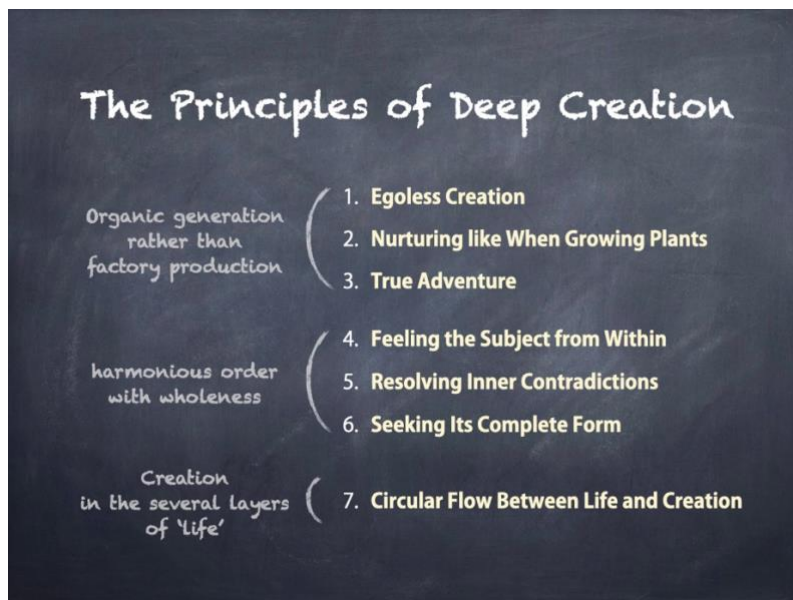 The Principles of Deep Creation
Organic generation
rather than
factory production
1. Egoless Creation
2. Nurturing like When Growing Plants
3. True Adventure
harmonious order
with wholeness
4. Feeling the Subject from Within
5. Resolving Inner Contradictions
6. Seeking Its Complete Form
Creation
in the several layers
of 'life'
7. Circular Flow Between Life and Creation